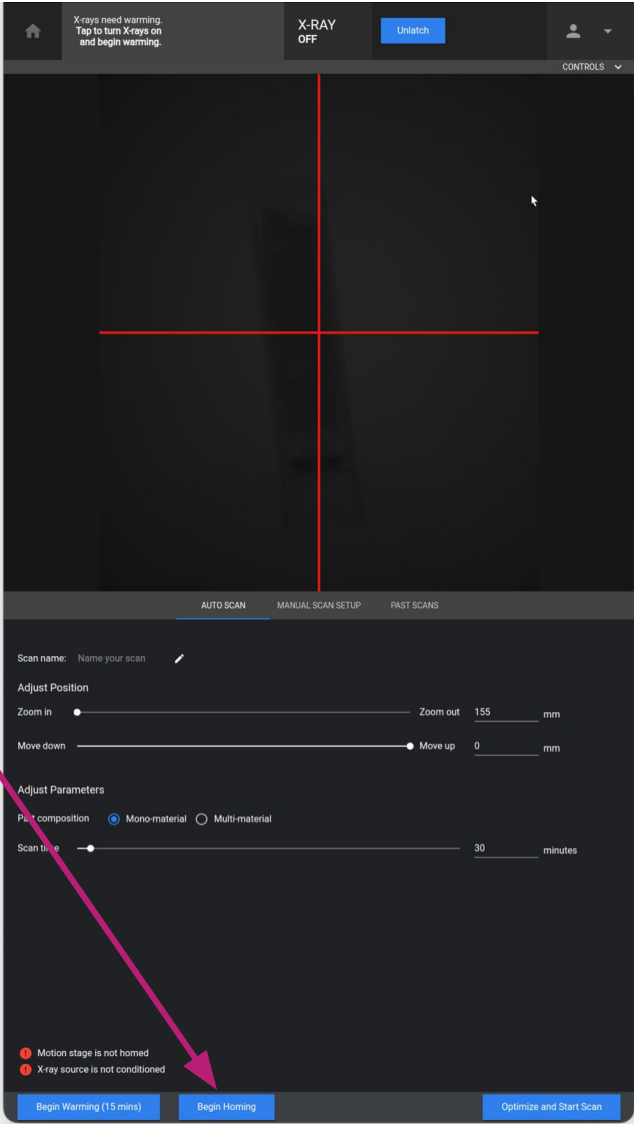 X-rays need warming.
Tap to turn X-rays on
and begin warming.
X-RAY
OFF
Unlatch
CONTROLS
AUTO SCAN
MANUAL SCAN SETUP
PAST SCANS
Scan name: Name your scan
Adjust Position
Zoom in
Zoom out 155 mm
Move down
Move up 0 mm
Adjust Parameters
Part composition Mono-material Multi-material
Scan time 30 minutes
Motion stage is not homed
X-ray source is not conditioned
Begin Warming (15 mins)
Begin Homing
Optimize and Start Scan